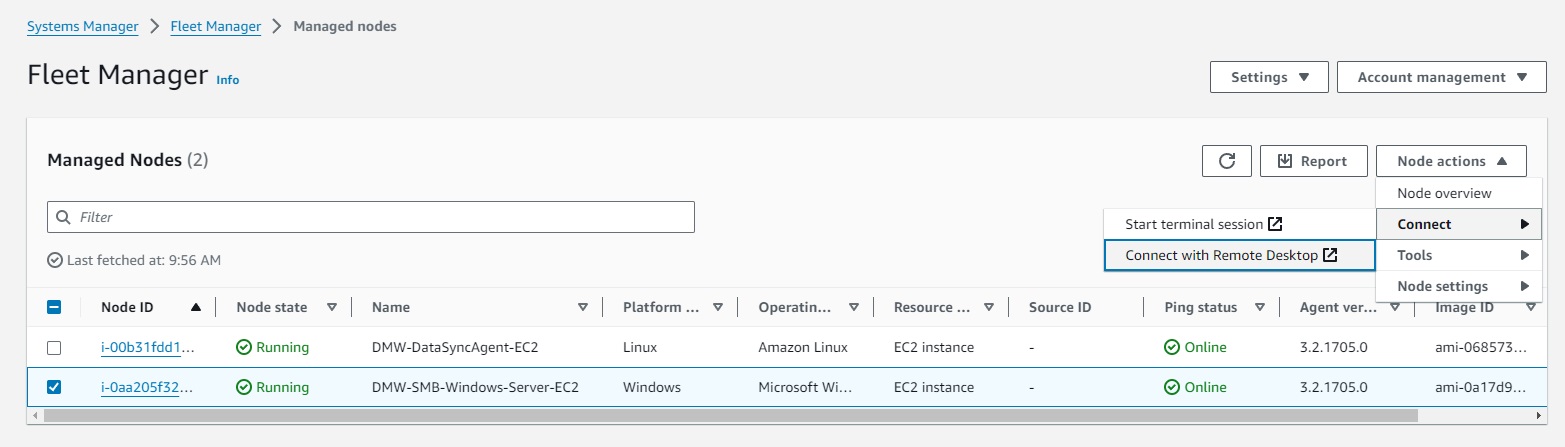 Systems Manager > Fleet Manager > Managed nodes
Fleet Manager Info
Settings Account management
Managed Nodes (2)
Report Node actions
Node overview
Filter
Start terminal session Connect
Last fetched at: 9:56 AM
Connect with Remote Desktop Tools
Node settings
Node ID Node state Name Platform ... Operatin... Resource ... Source ID Ping status Agent ver... Image ID
i-00b31fdd1... Running DMW-DataSyncAgent-EC2 Linux Amazon Linux EC2 instance - Online 3.2.1705.0 ami-068573...
i-0aa205f32... Running DMW-SMB-Windows-Server-EC2 Windows Microsoft Wi... EC2 instance - Online 3.2.1705.0 ami-0a17d9...